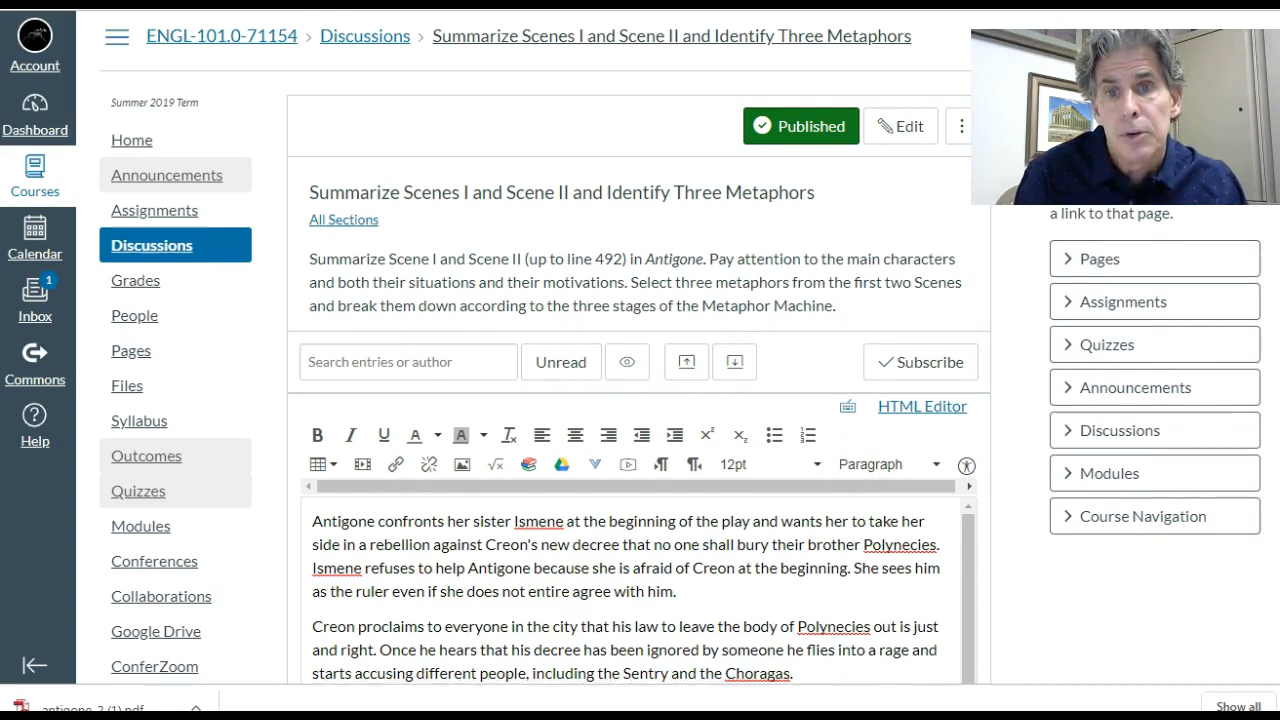 Account
Dashboard
Courses
Calendar
1
Inbox
Commons
Help
ENGL-101.0-71154 › Discussions › Summarize Scenes I and Scene II and Identify Three Metaphors
Summer 2019 Term
Home
Announcements
Assignments
Discussions
Grades
People
Pages
Files
Syllabus
Outcomes
Quizzes
Modules
Conferences
Collaborations
Google Drive
ConferZoom
Published
Edit
Summarize Scenes I and Scene II and Identify Three Metaphors
All Sections
Summarize Scene I and Scene II (up to line 492) in Antigone. Pay attention to the main characters
and both their situations and their motivations. Select three metaphors from the first two Scenes
and break them down according to the three stages of the Metaphor Machine.
Search entries or author
Unread
Subscribe
HTML Editor
12pt
Paragraph
Antigone confronts her sister Ismene at the beginning of the play and wants her to take her
side in a rebellion against Creon's new decree that no one shall bury their brother Polynecies.
Ismene refuses to help Antigone because she is afraid of Creon at the beginning. She sees him
as the ruler even if she does not entire agree with him.
Creon proclaims to everyone in the city that his law to leave the body of Polynecies out is just
and right. Once he hears that his decree has been ignored by someone he flies into a rage and
starts accusing different people, including the Sentry and the Choragas.
a link to that page.
Pages
Assignments
Quizzes
Announcements
Discussions
Modules
Course Navigation
antigone_2 (1).pdf
Show all